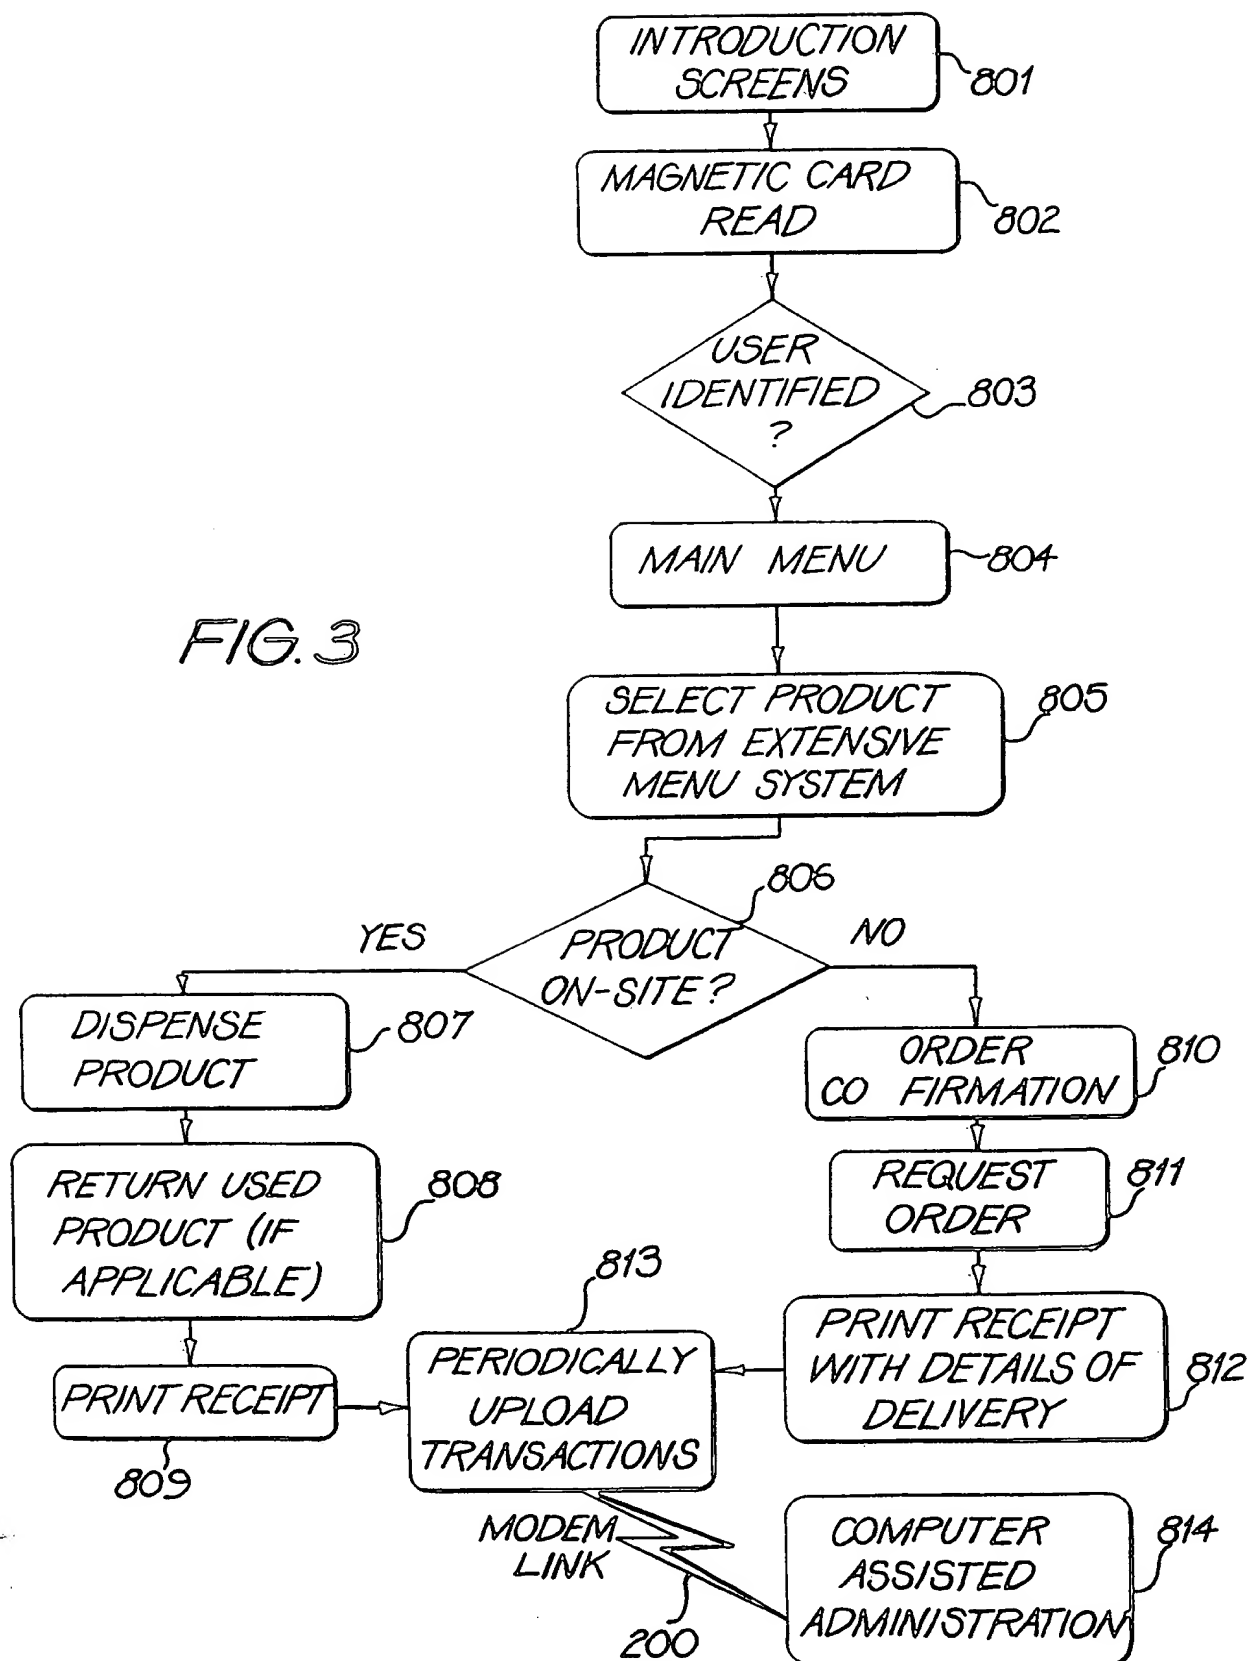 INTRODUCTION
SCREENS
801
MAGNETIC CARD
READ
802
USER
IDENTIFIED
?
803
MAIN MENU
804
FIG. 3
SELECT PRODUCT
FROM EXTENSIVE
MENU SYSTEM
805
806
YES
PRODUCT
ON-SITE?
NO
DISPENSE
PRODUCT
807
ORDER
CO FIRMATION
810
RETURN USED
PRODUCT (IF
APPLICABLE)
808
REQUEST
ORDER
811
813
PRINT RECEIPT
809
PERIODICALLY
UPLOAD
TRANSACTIONS
PRINT RECEIPT
WITH DETAILS OF
DELIVERY
812
MODEM
LINK
200
COMPUTER
ASSISTED
ADMINISTRATION
814